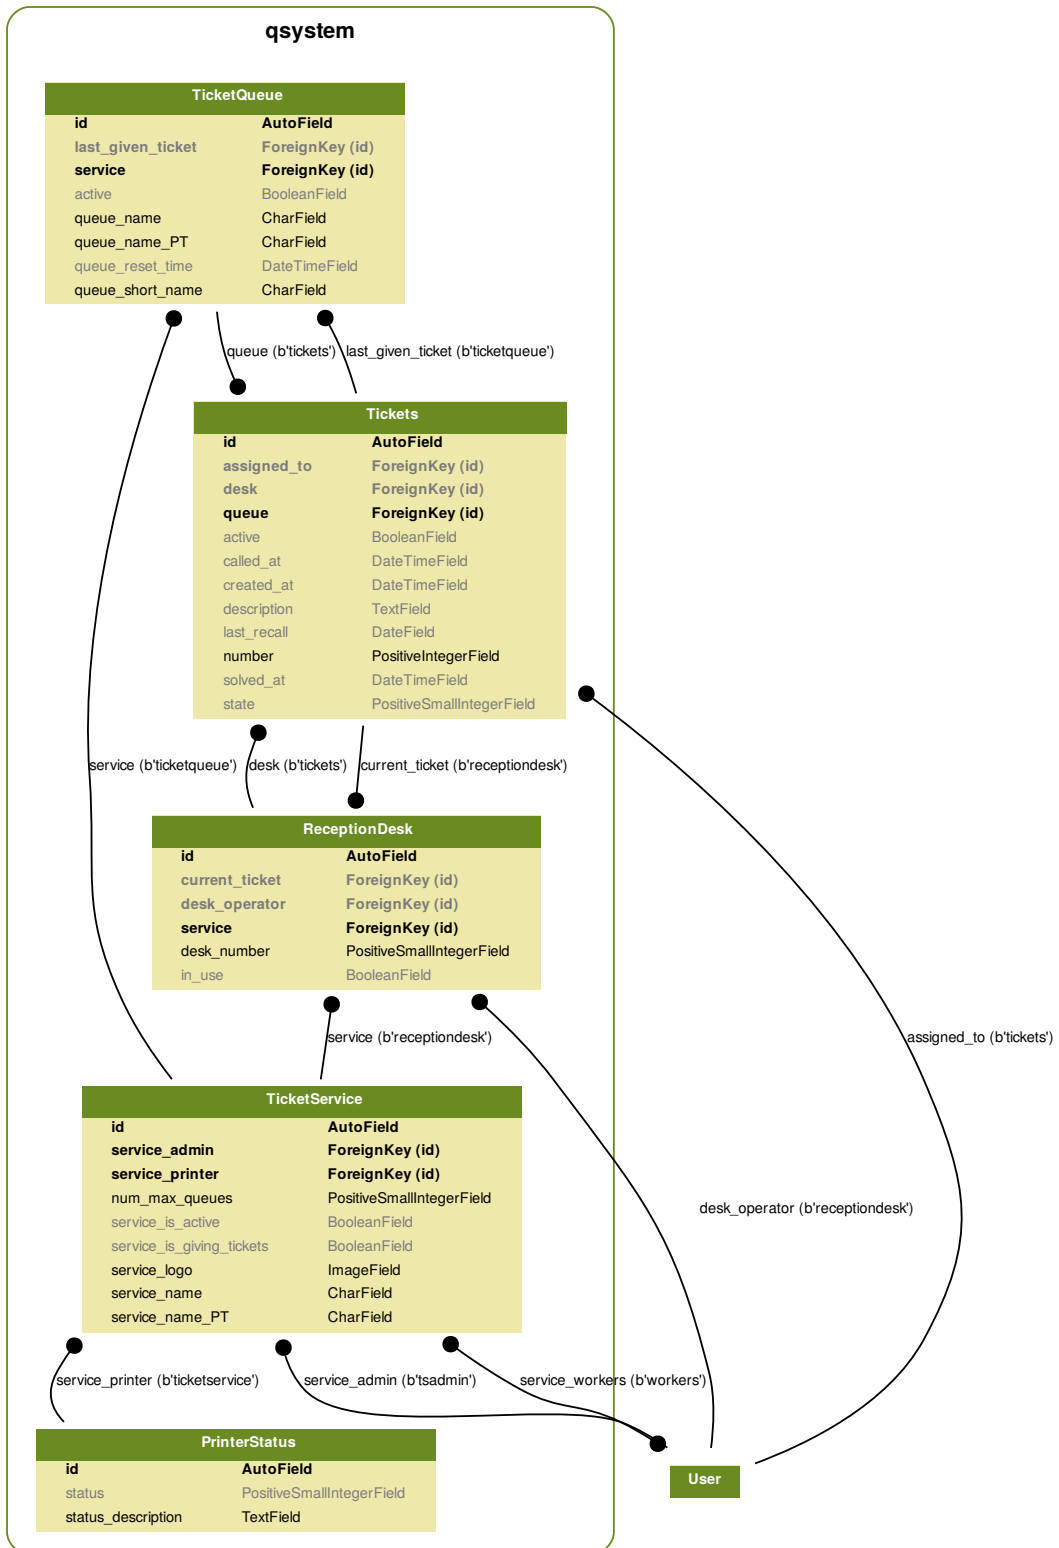 qsystem
TicketQueue
id AutoField
last_given_ticket ForeignKey (id)
service ForeignKey (id)
active BooleanField
queue_name CharField
queue_name_PT CharField
queue_reset_time DateTimeField
queue_short_name CharField
queue (b'tickets') last_given_ticket (b'ticketqueue')
Tickets
id AutoField
assigned_to ForeignKey (id)
desk ForeignKey (id)
queue ForeignKey (id)
active BooleanField
called_at DateTimeField
created_at DateTimeField
description TextField
last_recall DateField
number PositiveIntegerField
solved_at DateTimeField
state PositiveSmallIntegerField
service (b'ticketqueue') desk (b'tickets') current_ticket (b'receptiondesk')
ReceptionDesk
id AutoField
current_ticket ForeignKey (id)
desk_operator ForeignKey (id)
service ForeignKey (id)
desk_number PositiveSmallIntegerField
in_use BooleanField
service (b'receptiondesk') assigned_to (b'tickets')
TicketService
id AutoField
service_admin ForeignKey (id)
service_printer ForeignKey (id)
num_max_queues PositiveSmallIntegerField
service_is_active BooleanField
service_is_giving_tickets BooleanField
service_logo ImageField
service_name CharField
service_name_PT CharField
desk_operator (b'receptiondesk')
service_printer (b'ticketservice') service_admin (b'tsadmin') service_workers (b'workers')
PrinterStatus
id AutoField
status PositiveSmallIntegerField
status_description TextField
User